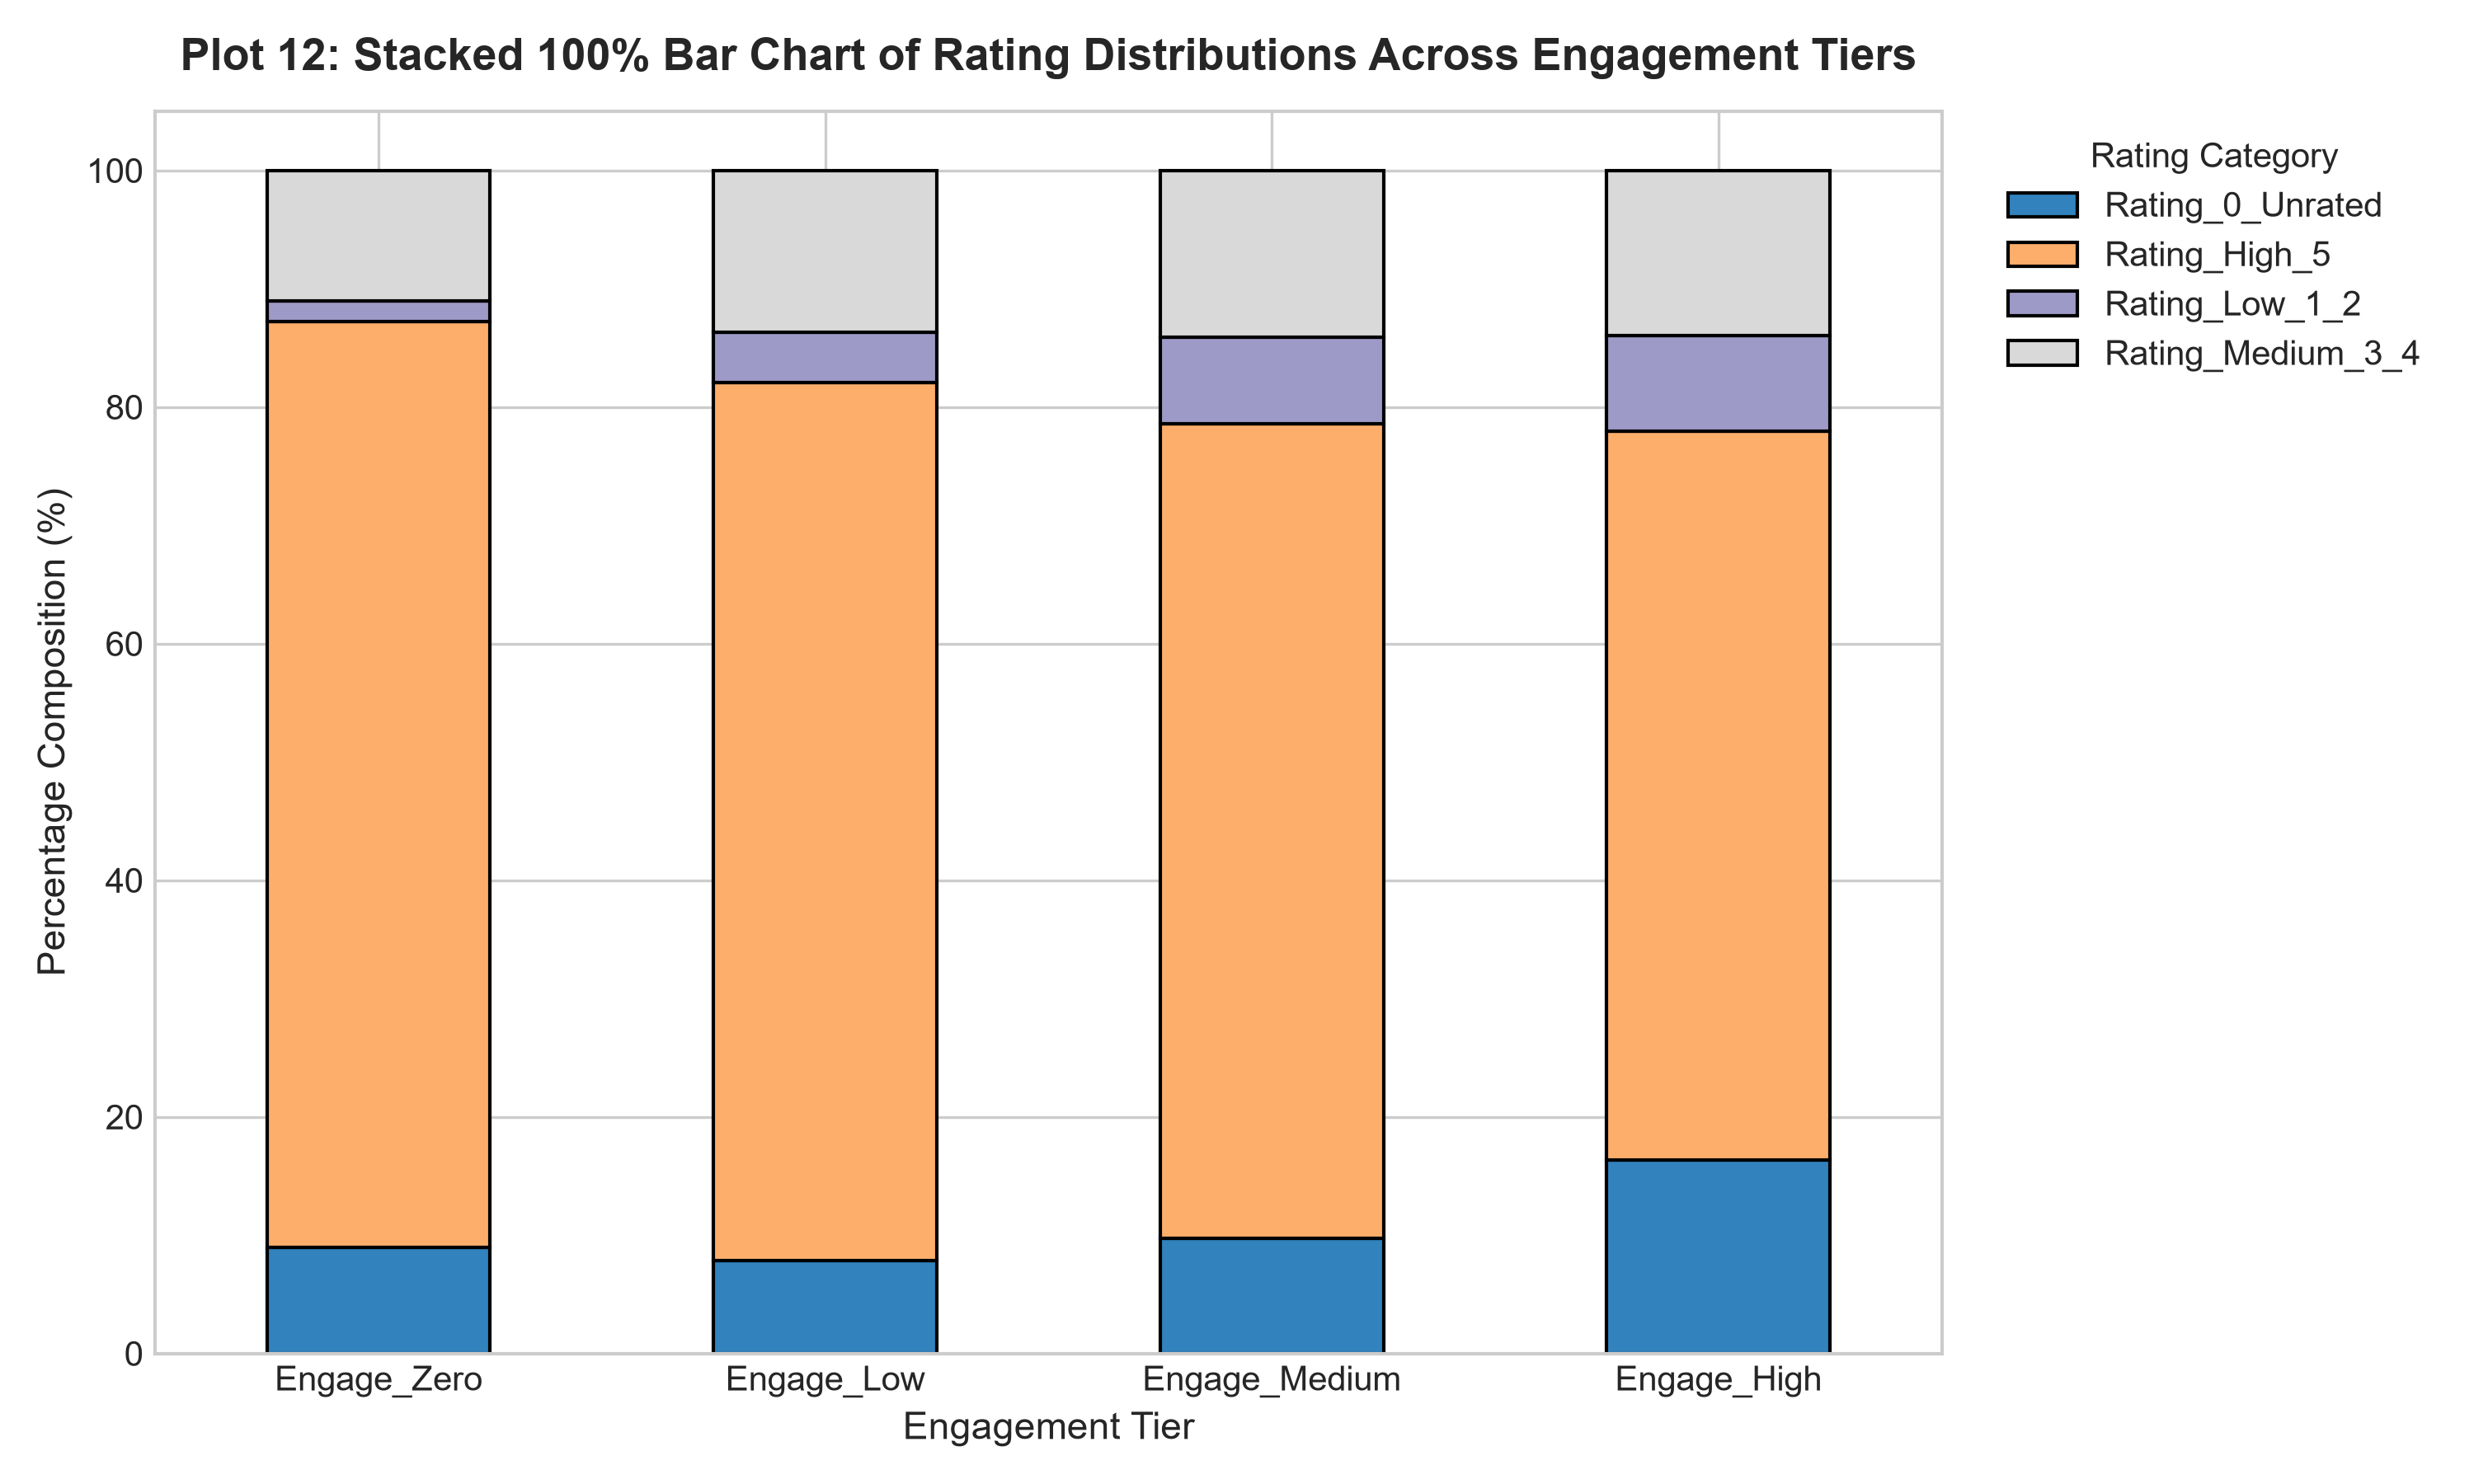 Plot 12: Stacked 100% Bar Chart of Rating Distributions Across Engagement Tiers
Percentage Composition (%)
100
80
60
40
20
0
Engage_Zero
Engage_Low
Engage_Medium
Engage_High
Engagement Tier
Rating Category
Rating_0_Unrated
Rating_High_5
Rating_Low_1_2
Rating_Medium_3_4